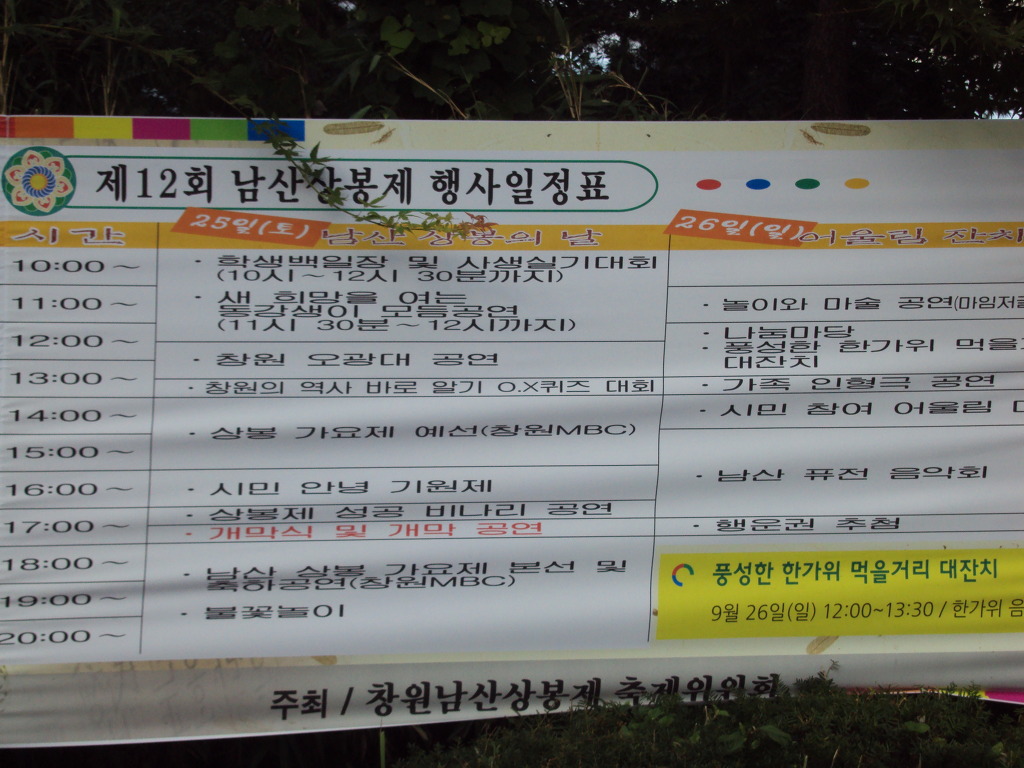 제12회 남산상봉제 행사일정표
시간
25일(토) 남산 상봉의 날
26일(일) 어울림 잔치
10:00~
11:00~
12:00~
13:00~
14:00~
15:00~
16:00~
17:00~
18:00~
19:00~
20:00~
· 학생백일장 및 사생실기대회
(10시~12시 30분까지)
· 새 희망을 여는
동갑생이 모듬공연
(11시 30분~12시까지)
· 창원 오광대 공연
· 창원의 역사 바로 알기 O.X퀴즈 대회
· 상봉 가요제 예선(창원MBC)
· 시민 안녕 기원제
· 상봉제 성공 비나리 공연
· 개막식 및 개막 공연
· 남산 상봉 가요제 본선 및
축하공연(창원MBC)
· 불꽃놀이
· 놀이와 마술 공연(마임저글
· 나눔마당
· 풍성한 한가위 먹을
대잔치
· 가족 인형극 공연
· 시민 참여 어울림
· 남산 퓨전 음악회
· 행운권 추첨
풍성한 한가위 먹을거리 대잔치
9월 26일(일) 12:00~13:30 / 한가위 음
주최 / 창원남산상봉제 축제위원회